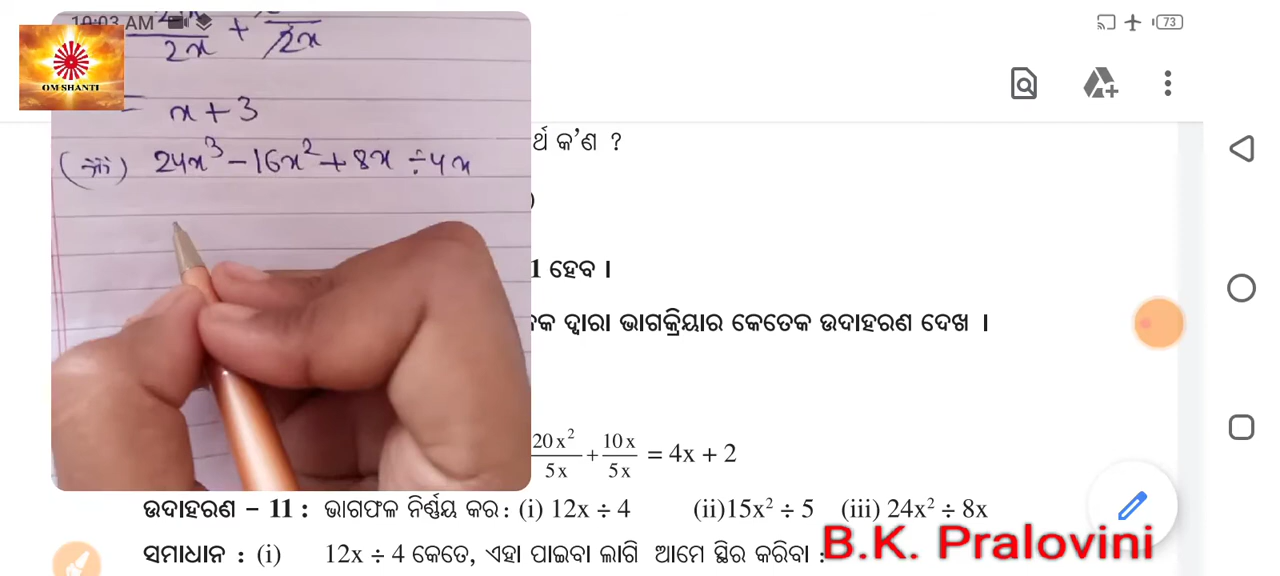 10:03 AM
73
OM SHANTI
2x + 2x
= x + 3
(iii) 24x³ – 16x² + 8x ÷ 4x
ର୍ଥ କ'ଣ ?
)
1 ହେବ ।
ଦ୍ୱାରା ଭାଗକ୍ରିୟାର କେତେକ ଉଦାହରଣ ଦେଖ ।
20x²/5x + 10x/5x = 4x + 2
ଉଦାହରଣ – 11 : ଭାଗଫଳ ନିର୍ଣ୍ଣୟ କର : (i) 12x ÷ 4 (ii)15x² ÷ 5 (iii) 24x² ÷ 8x
ସମାଧାନ : (i) 12x ÷ 4 କେତେ, ଏହା ପାଇବା ଲାଗି ଆମେ ସ୍ଥିର କରିବା :
B.K. Pralovini